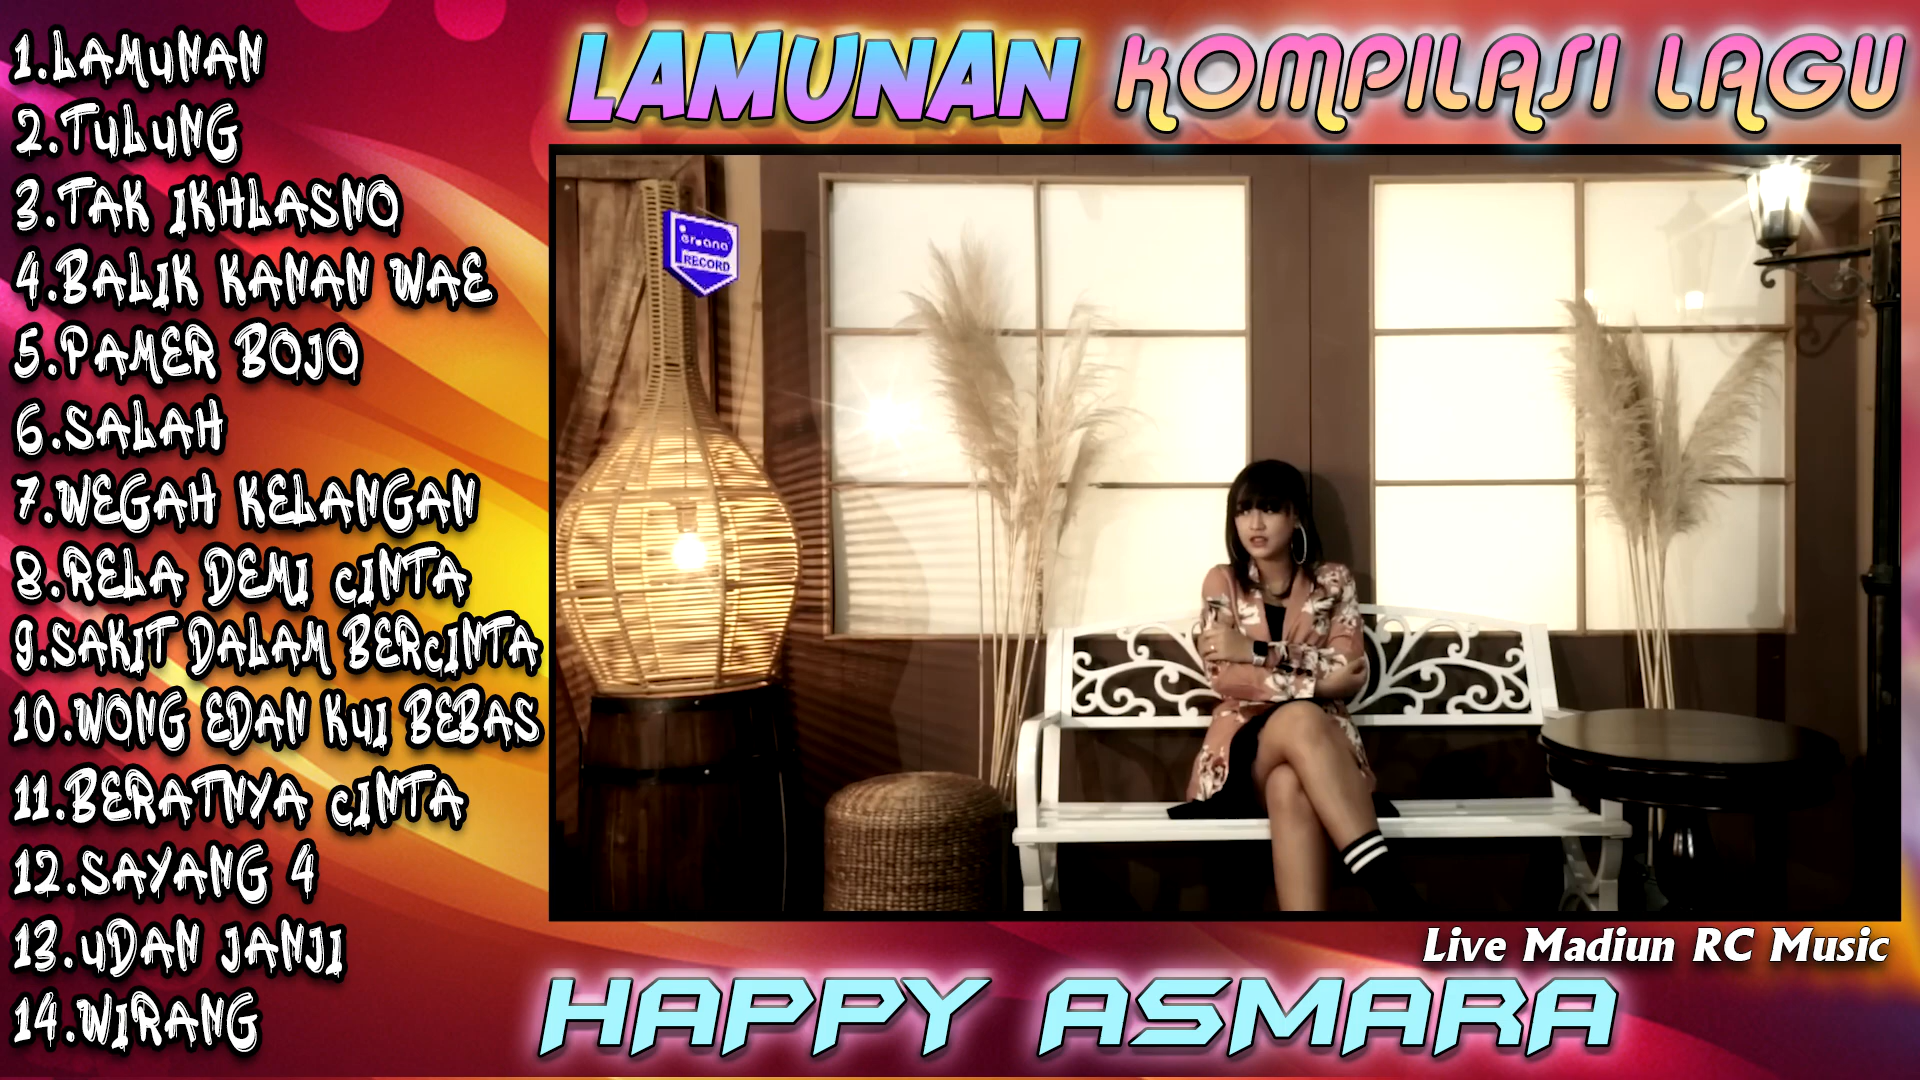 LAMUNAN KOMPILASI LAGU
1.LAMUNAN
2.TULUNG
3.TAK IKHLASNO
4.BALIK KANAN WAE
5.PAMER BOJO
6.SALAH
7.WEGAH KELANGAN
8.RELA DEMI CINTA
9.SAKIT DALAM BERCINTA
10.WONG EDAN KUI BEBAS
11.BERATNYA CINTA
12.SAYANG 4
13.UDAN JANJI
14.WIRANG
RECORD
Live Madiun RC Music
HAPPY ASMARA